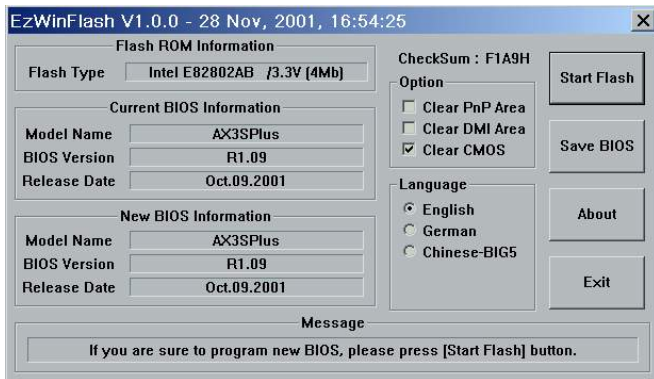 EzWinFlash V1.0.0 - 28 Nov, 2001, 16:54:25
Flash ROM Information
Flash Type Intel E82802AB /3.3V (4Mb)
Current BIOS Information
Model Name AX3SPlus
BIOS Version R1.09
Release Date Oct.09.2001
New BIOS Information
Model Name AX3SPlus
BIOS Version R1.09
Release Date Oct.09.2001
CheckSum : F1A9H
Option
Clear PnP Area
Clear DMI Area
Clear CMOS
Language
English
German
Chinese-BIG5
Start Flash
Save BIOS
About
Exit
Message
If you are sure to program new BIOS, please press [Start Flash] button.